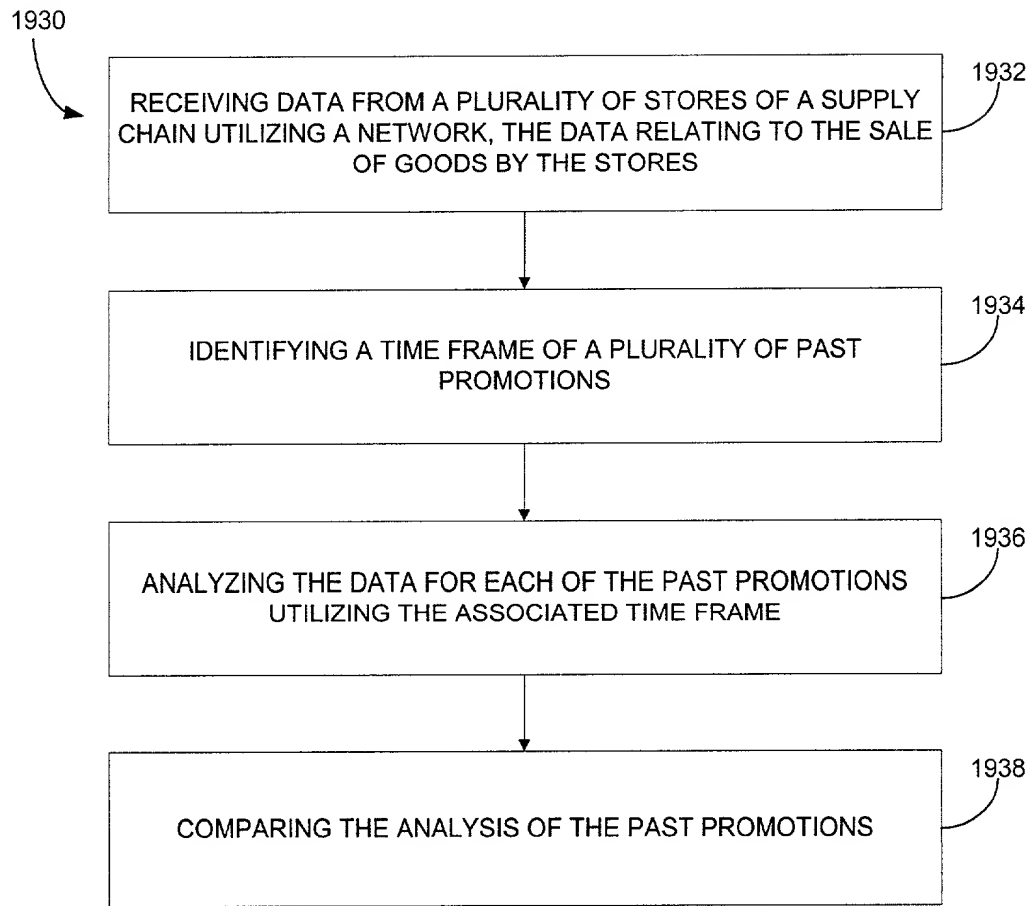 1930
1932
RECEIVING DATA FROM A PLURALITY OF STORES OF A SUPPLY
CHAIN UTILIZING A NETWORK, THE DATA RELATING TO THE SALE
OF GOODS BY THE STORES
1934
IDENTIFYING A TIME FRAME OF A PLURALITY OF PAST
PROMOTIONS
1936
ANALYZING THE DATA FOR EACH OF THE PAST PROMOTIONS
UTILIZING THE ASSOCIATED TIME FRAME
1938
COMPARING THE ANALYSIS OF THE PAST PROMOTIONS